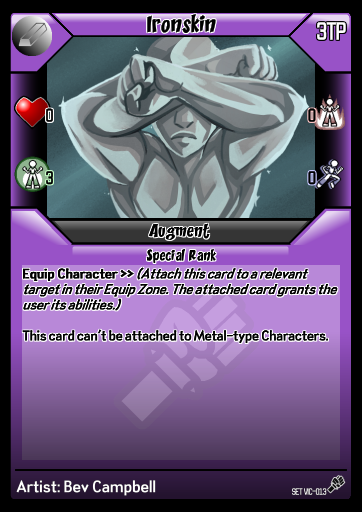 Ironskin
3TP
0
0
3
0
Augment
Special Rank
Equip Character >> (Attach this card to a relevant
target in their Equip Zone. The attached card grants the
user its abilities.)
This card can't be attached to Metal-type Characters.
Artist: Bev Campbell
SET VIC-013